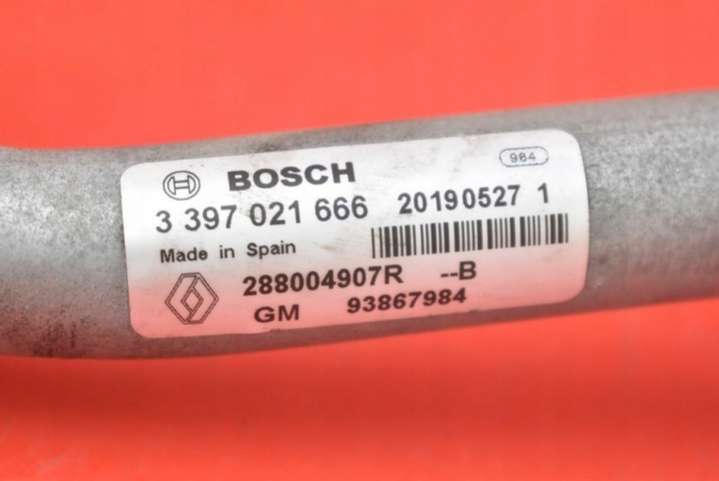 BOSCH 984
3 397 021 666 20190527 1
Made in Spain
288004907R --B
GM 93867984